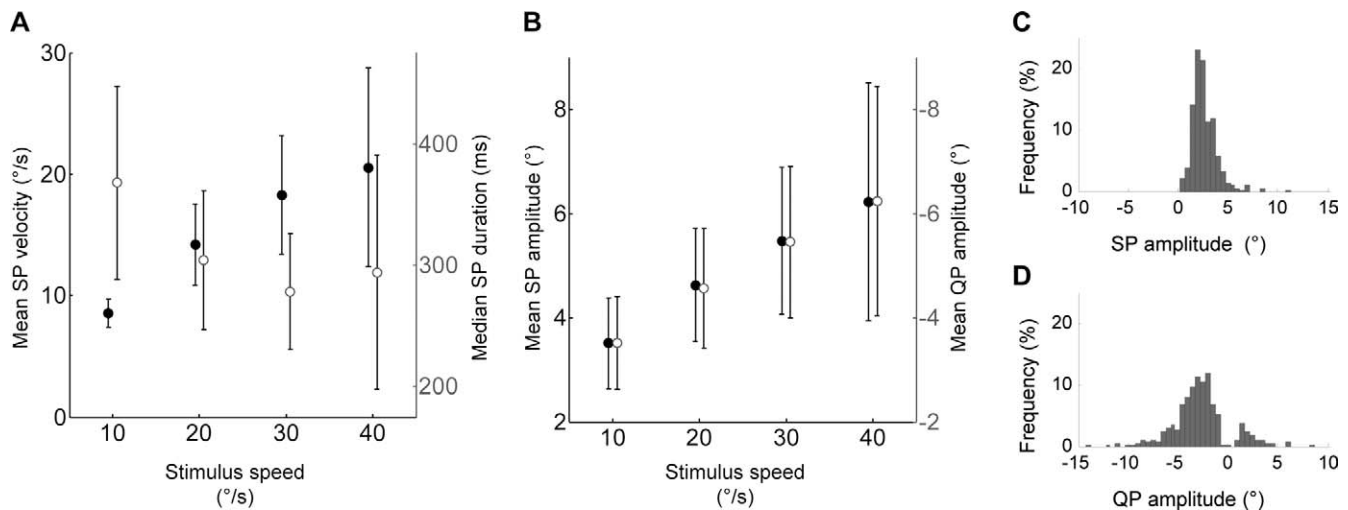 A
30
20
10
0
Mean SP velocity (°/s)
400
300
200
Median SP duration (ms)
10 20 30 40
Stimulus speed
(°/s)
B
8
6
4
2
Mean SP amplitude (°)
-8
-6
-4
-2
Mean QP amplitude (°)
10 20 30 40
Stimulus speed
(°/s)
C
20
10
0
Frequency (%)
-10 -5 0 5 10 15
SP amplitude (°)
D
20
10
0
Frequency (%)
-15 -10 -5 0 5 10
QP amplitude (°)